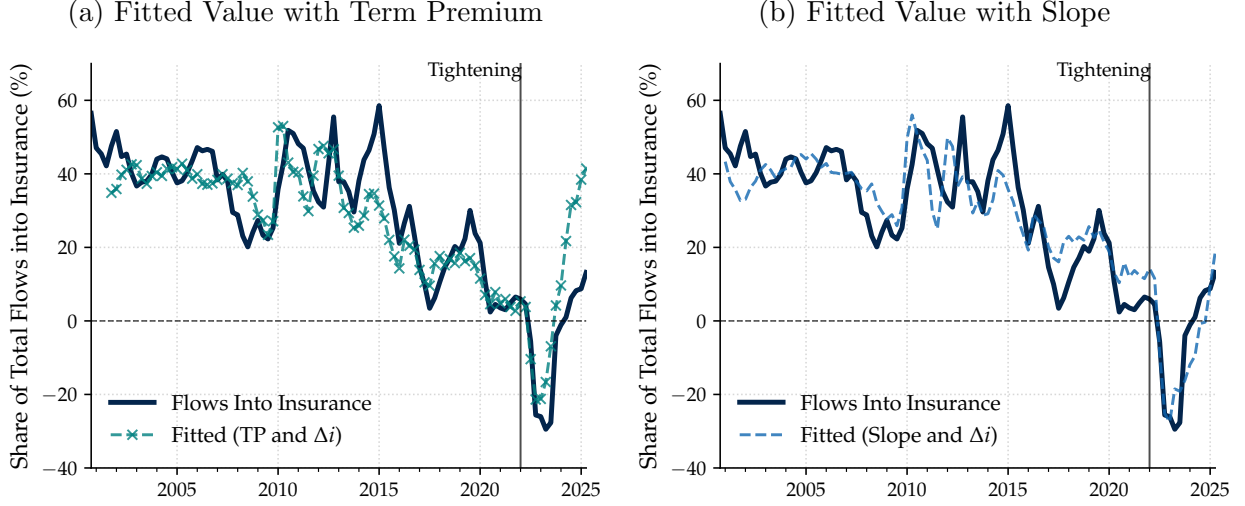 (a) Fitted Value with Term Premium
Share of Total Flows into Insurance (%)
60
40
20
0
−20
−40
Tightening
Flows Into Insurance
Fitted (TP and Δi)
2005
2010
2015
2020
2025
(b) Fitted Value with Slope
Share of Total Flows into Insurance (%)
60
40
20
0
−20
−40
Tightening
Flows Into Insurance
Fitted (Slope and Δi)
2005
2010
2015
2020
2025